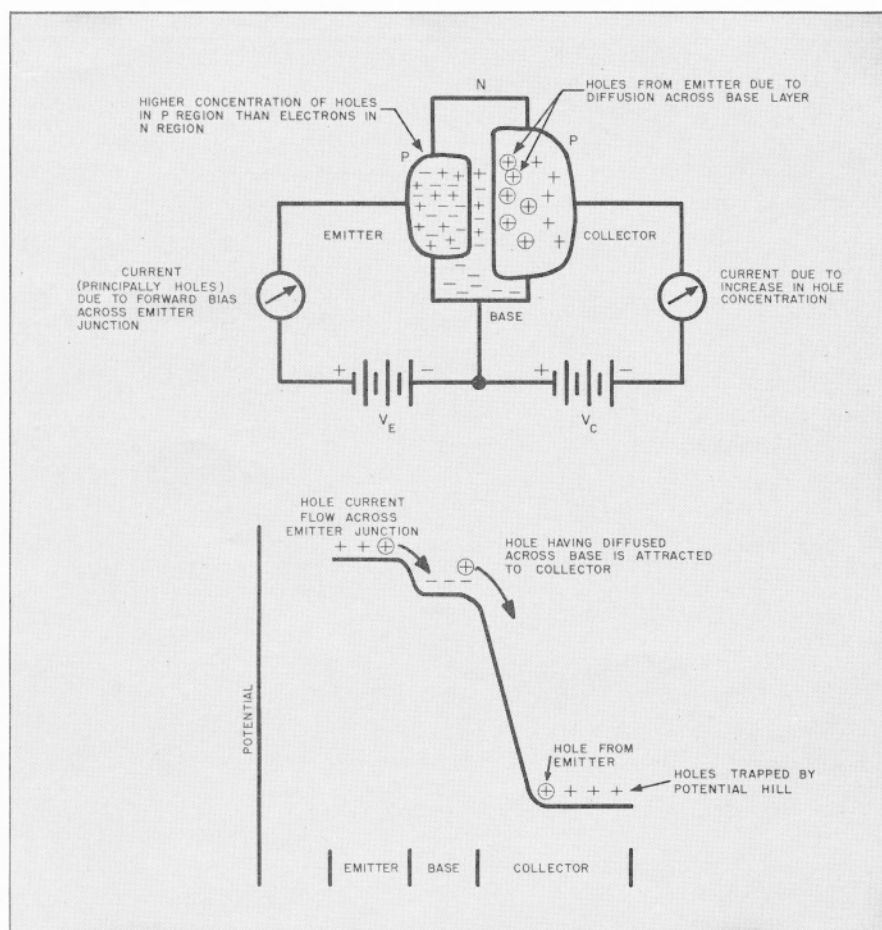 N
HOLES FROM EMITTER DUE TO
DIFFUSION ACROSS BASE LAYER
HIGHER CONCENTRATION OF HOLES
IN P REGION THAN ELECTRONS IN
N REGION
P
P
EMITTER
COLLECTOR
CURRENT
(PRINCIPALLY HOLES)
DUE TO FORWARD BIAS
ACROSS EMITTER
JUNCTION
CURRENT DUE TO
INCREASE IN HOLE
CONCENTRATION
BASE
+ − + −
V_E V_C
HOLE CURRENT
FLOW ACROSS
EMITTER JUNCTION
+ + +
HOLE HAVING DIFFUSED
ACROSS BASE IS ATTRACTED
TO COLLECTOR
+
− − −
POTENTIAL
HOLE FROM
EMITTER
+ + + + +
HOLES TRAPPED BY
POTENTIAL HILL
EMITTER BASE COLLECTOR